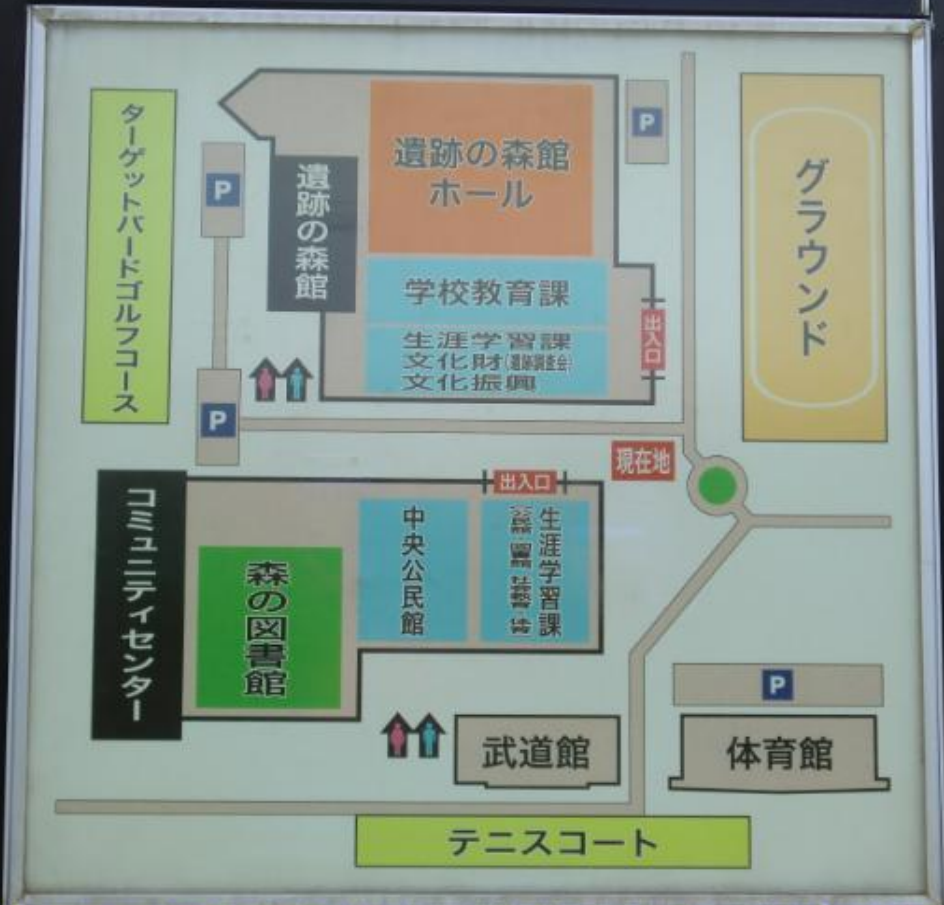 ターゲットバードゴルフコース
P
遺跡の森館
遺跡の森館
ホール
P
グラウンド
学校教育課
生涯学習課
文化財(遺跡調査会)
文化振興
出入口
P
現在地
コミュニティセンター
森の図書館
中央公民館
出入口
生涯学習課
P
武道館
体育館
テニスコート